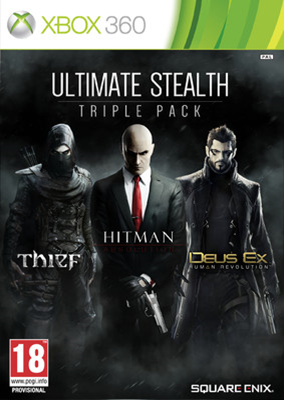 XBOX 360
PAL
ULTIMATE STEALTH
TRIPLE PACK
THIEF
HITMAN
DEUS EX
HUMAN REVOLUTION
18
www.pegi.info
PROVISIONAL
SQUARE ENIX